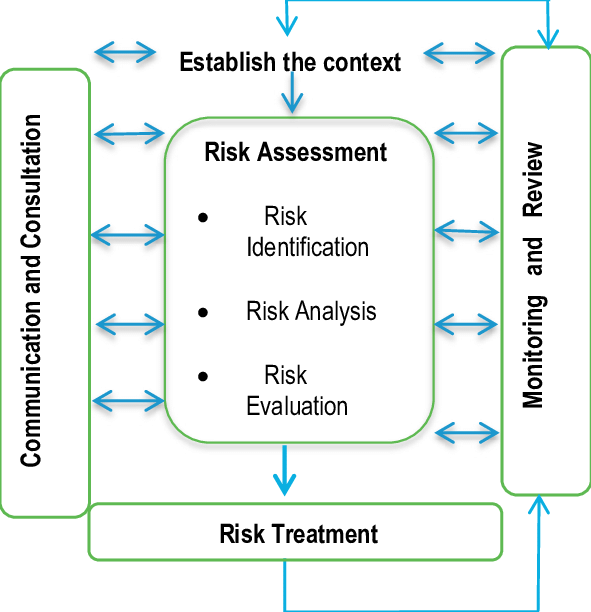 Establish the context
Communication and Consultation
Risk Assessment
• Risk
Identification
• Risk Analysis
• Risk
Evaluation
Monitoring and Review
Risk Treatment